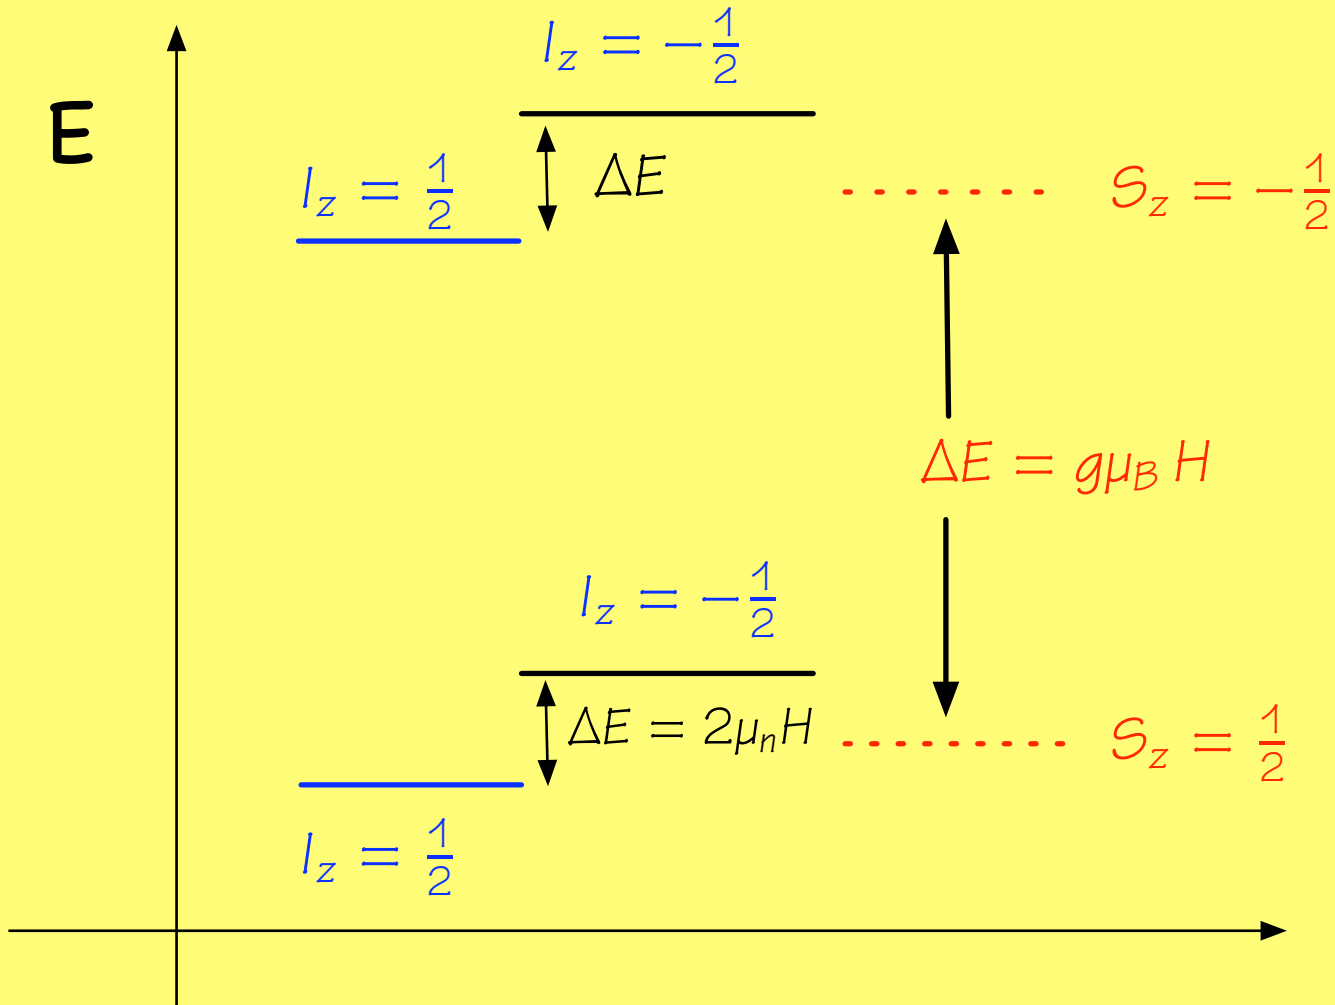 I_z = -1/2
E
ΔE
I_z = 1/2
S_z = -1/2
ΔE = gμ_B H
I_z = -1/2
ΔE = 2μ_n H
S_z = 1/2
I_z = 1/2